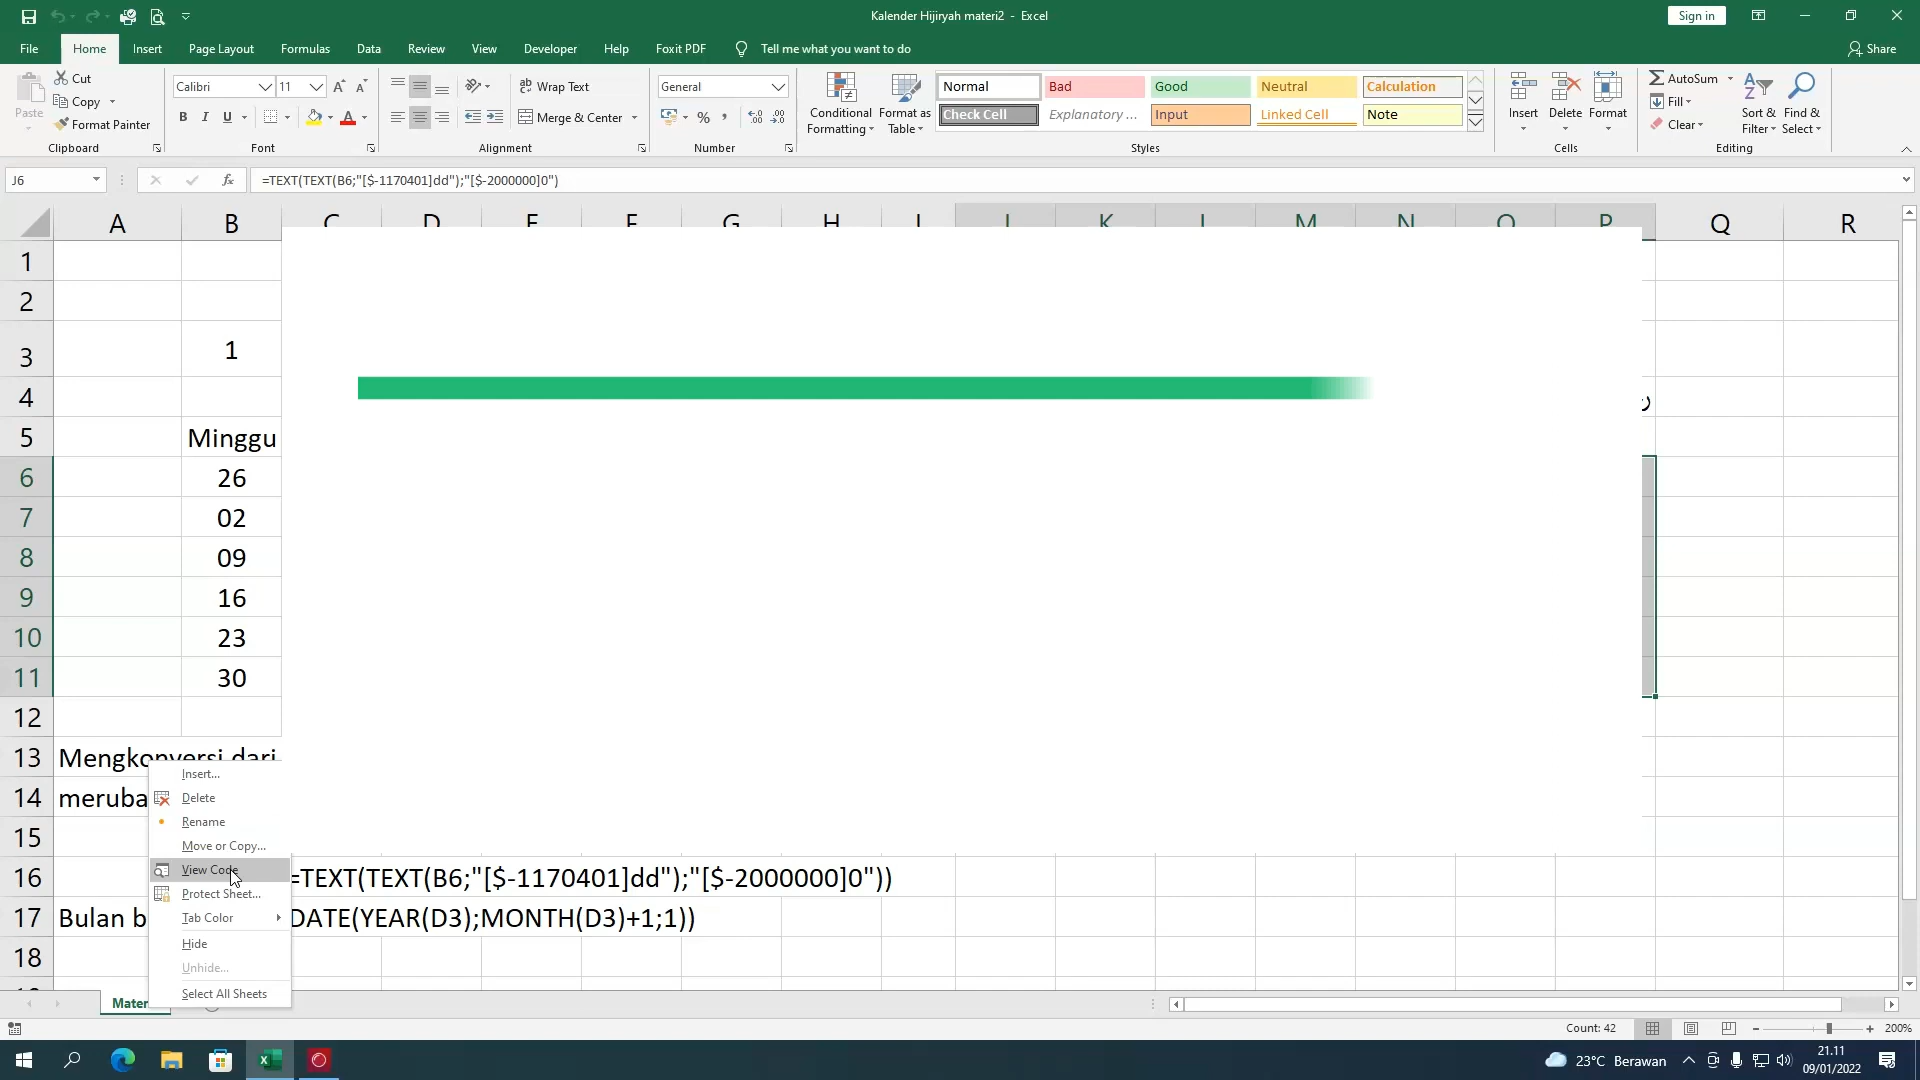 Kalender Hijiryah materi2 - Excel
Sign in
File Home Insert Page Layout Formulas Data Review View Developer Help Foxit PDF Tell me what you want to do Share
Cut
Copy
Format Painter
Paste
Calibri 11
B I U
Wrap Text
Merge & Center
General
%
Conditional Formatting
Format as Table
Normal Bad Good Neutral Calculation
Check Cell Explanatory ... Input Linked Cell Note
Insert Delete Format
AutoSum
Fill
Clear
Sort & Filter
Find & Select
Clipboard Font Alignment Number Styles Cells Editing
J6 fx =TEXT(TEXT(B6;"[$-1170401]dd");"[$-2000000]0")
A B C D E F G H I J K L M N O P Q R
1
2
3 1
4
5 Minggu
6 26
7 02
8 09
9 16
10 23
11 30
12
13 Mengkonversi dari
14 meruba
15
16 =TEXT(TEXT(B6;"[$-1170401]dd");"[$-2000000]0"))
17 Bulan b DATE(YEAR(D3);MONTH(D3)+1;1))
18
Insert...
Delete
Rename
Move or Copy...
View Code
Protect Sheet...
Tab Color
Hide
Unhide...
Select All Sheets
Mater
Count: 42
200%
23°C Berawan
21.11
09/01/2022